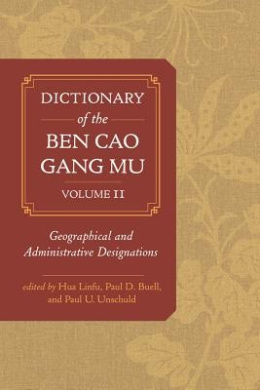 DICTIONARY
of the
BEN CAO
GANG MU
VOLUME II
Geographical and
Administrative Designations
edited by Hua Linfu, Paul D. Buell,
and Paul U. Unschuld